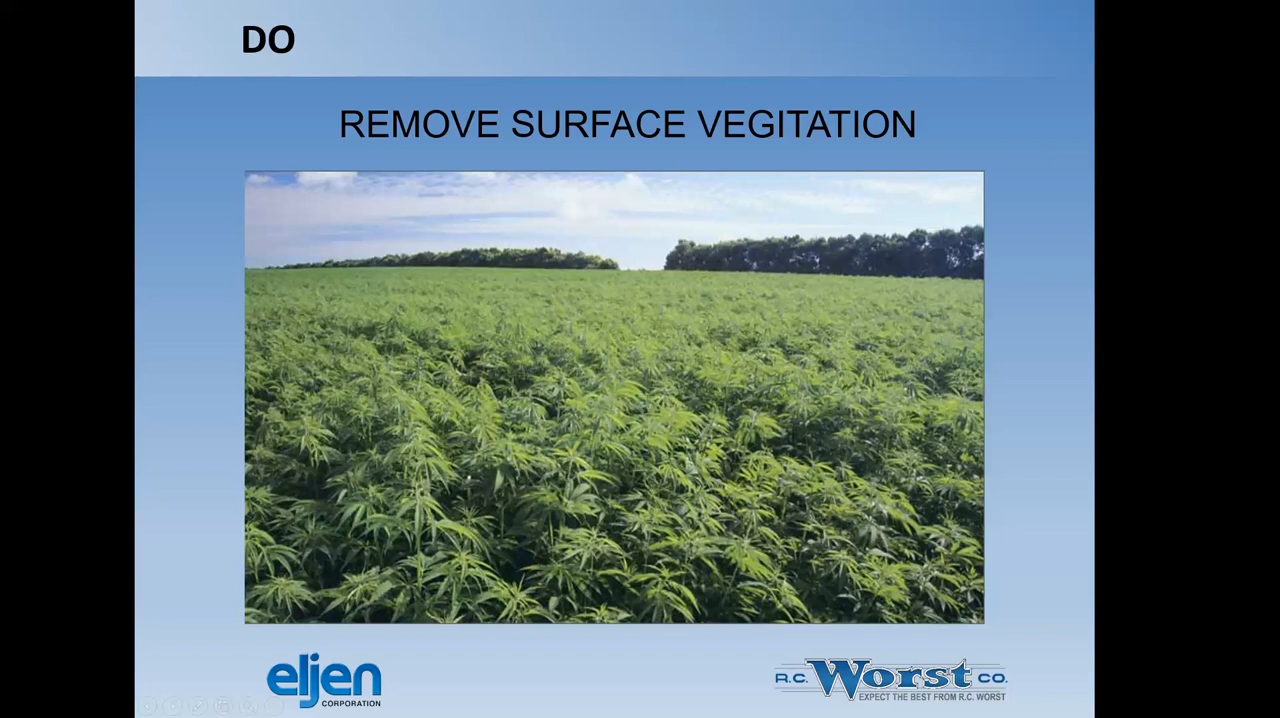 DO
REMOVE SURFACE VEGITATION
eljen
CORPORATION
R.C. Worst CO.
EXPECT THE BEST FROM R.C. WORST